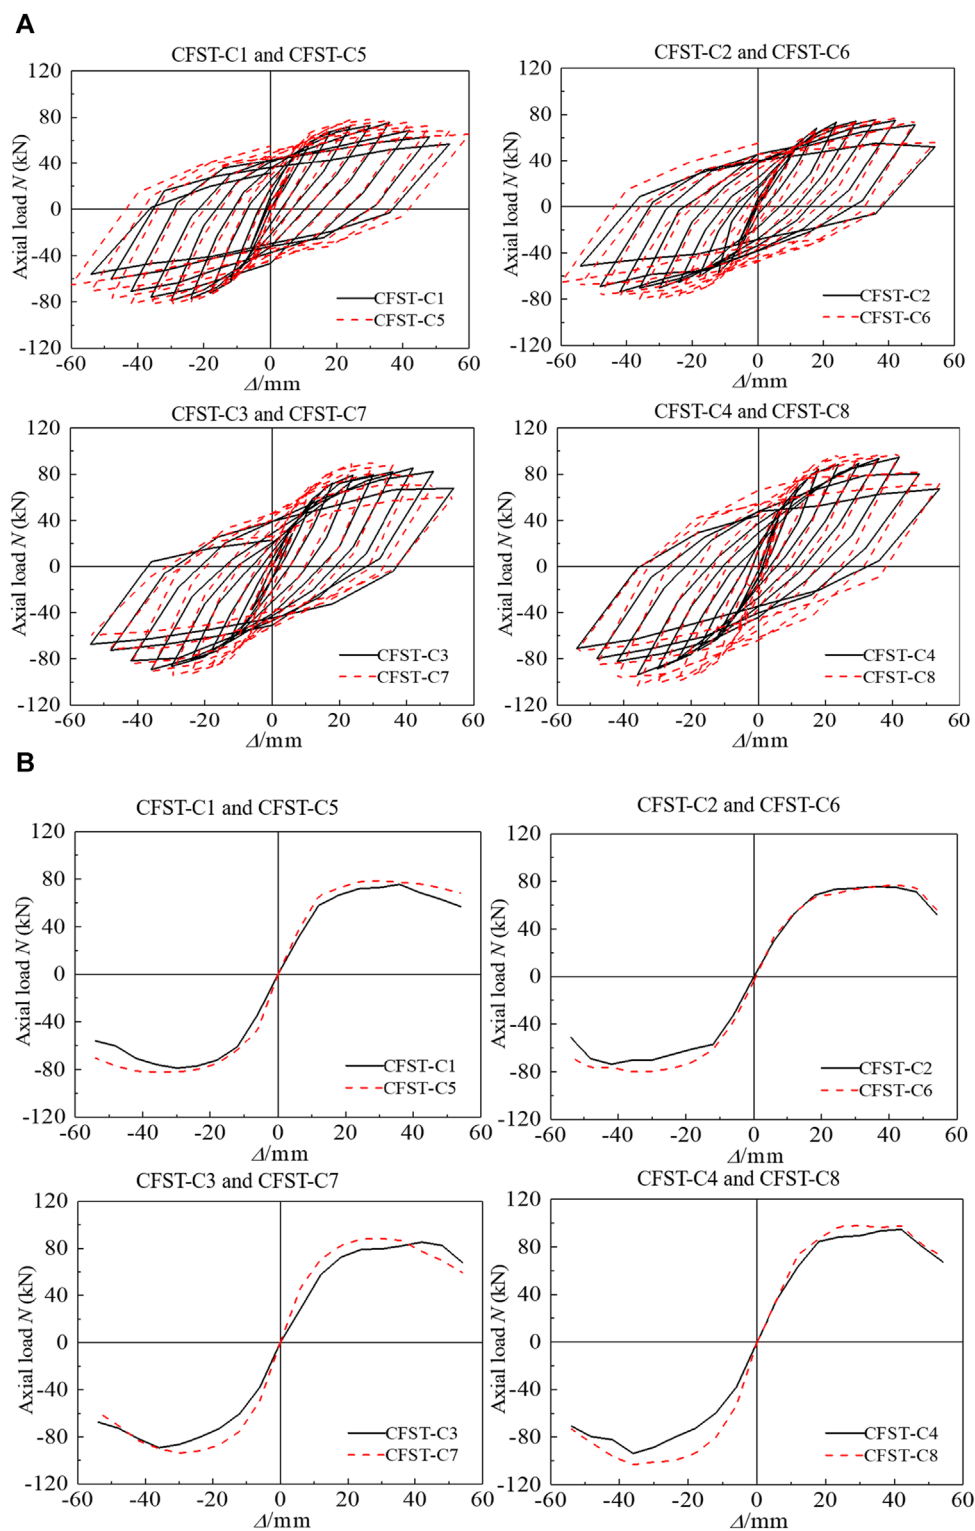 A
CFST-C1 and CFST-C5
120
80
40
0
-40
-80
-120
Axial load N (kN)
CFST-C1
CFST-C5
-60 -40 -20 0 20 40 60
Δ/mm
CFST-C2 and CFST-C6
120
80
40
0
-40
-80
-120
Axial load N (kN)
CFST-C2
CFST-C6
-60 -40 -20 0 20 40 60
Δ/mm
CFST-C3 and CFST-C7
120
80
40
0
-40
-80
-120
Axial load N (kN)
CFST-C3
CFST-C7
-60 -40 -20 0 20 40 60
Δ/mm
CFST-C4 and CFST-C8
120
80
40
0
-40
-80
-120
Axial load N (kN)
CFST-C4
CFST-C8
-60 -40 -20 0 20 40 60
Δ/mm
B
CFST-C1 and CFST-C5
120
80
40
0
-40
-80
-120
Axial load N (kN)
CFST-C1
CFST-C5
-60 -40 -20 0 20 40 60
Δ/mm
CFST-C2 and CFST-C6
120
80
40
0
-40
-80
-120
Axial load N (kN)
CFST-C2
CFST-C6
-60 -40 -20 0 20 40 60
Δ/mm
CFST-C3 and CFST-C7
120
80
40
0
-40
-80
-120
Axial load N (kN)
CFST-C3
CFST-C7
-60 -40 -20 0 20 40 60
Δ/mm
CFST-C4 and CFST-C8
120
80
40
0
-40
-80
-120
Axial load N (kN)
CFST-C4
CFST-C8
-60 -40 -20 0 20 40 60
Δ/mm